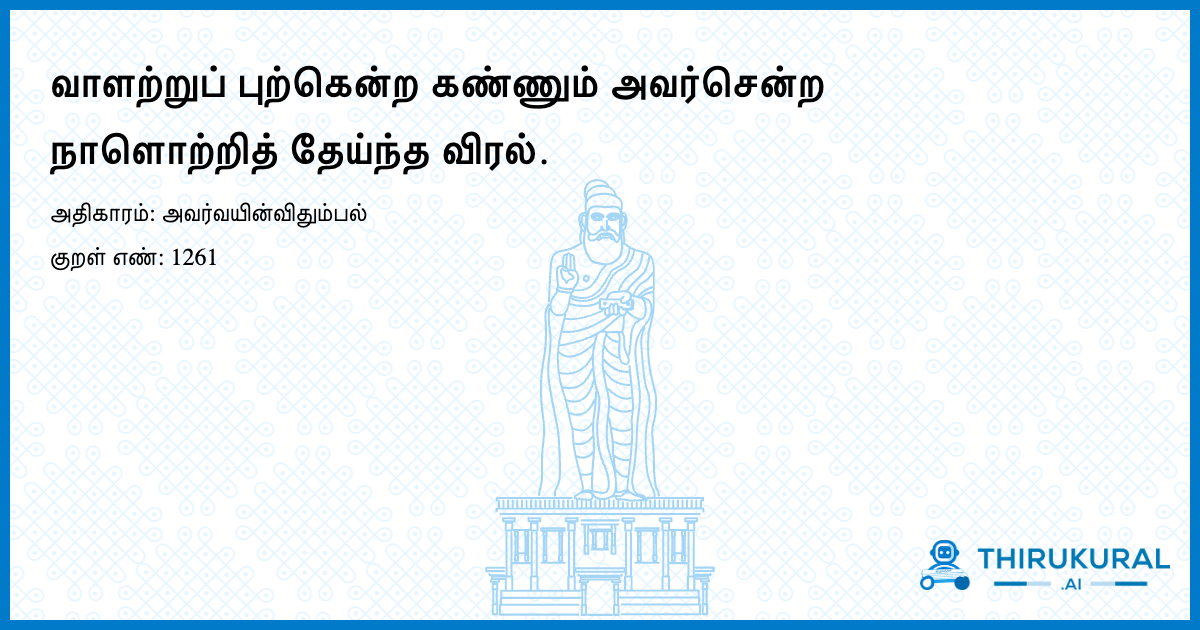 வாளற்றுப் புற்கென்ற கண்ணும் அவர்சென்ற
நாளொற்றித் தேய்ந்த விரல்.
அதிகாரம்: அவர்வயின்விதும்பல்
குறள் எண்: 1261
THIRUKURAL
.AI